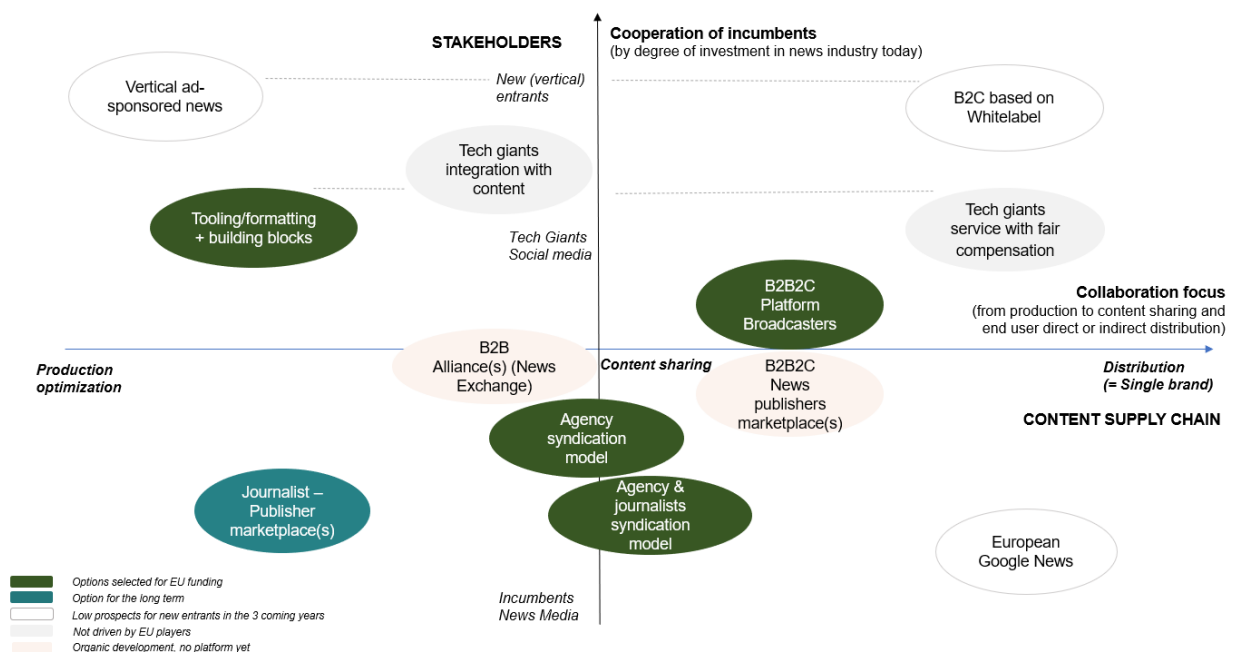 STAKEHOLDERS
Cooperation of incumbents
(by degree of investment in news industry today)
New (vertical)
entrants
Vertical ad-
sponsored news
B2C based on
Whitelabel
Tech giants
integration with
content
Tooling/formatting
+ building blocks
Tech giants
service with fair
compensation
Tech Giants
Social media
B2B2C
Platform
Broadcasters
Collaboration focus
(from production to content sharing and
end user direct or indirect distribution)
B2B
Alliance(s) (News
Exchange)
Content sharing
Production
optimization
Distribution
(= Single brand)
B2B2C
News
publishers
marketplace(s)
CONTENT SUPPLY CHAIN
Agency
syndication
model
Journalist –
Publisher
marketplace(s)
Agency &
journalists
syndication
model
European
Google News
Incumbents
News Media
Options selected for EU funding
Option for the long term
Low prospects for new entrants in the 3 coming years
Not driven by EU players
Organic development, no platform yet